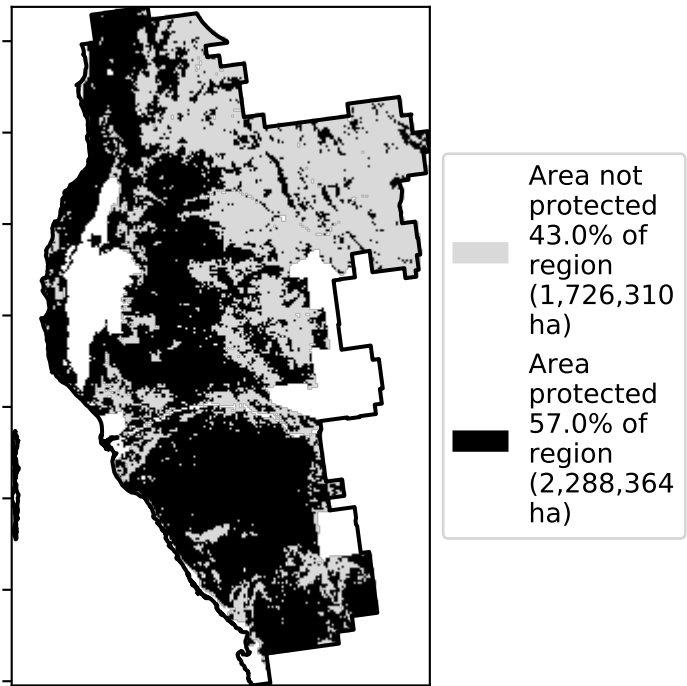 Area not
protected
43.0% of
region
(1,726,310
ha)
Area
protected
57.0% of
region
(2,288,364
ha)